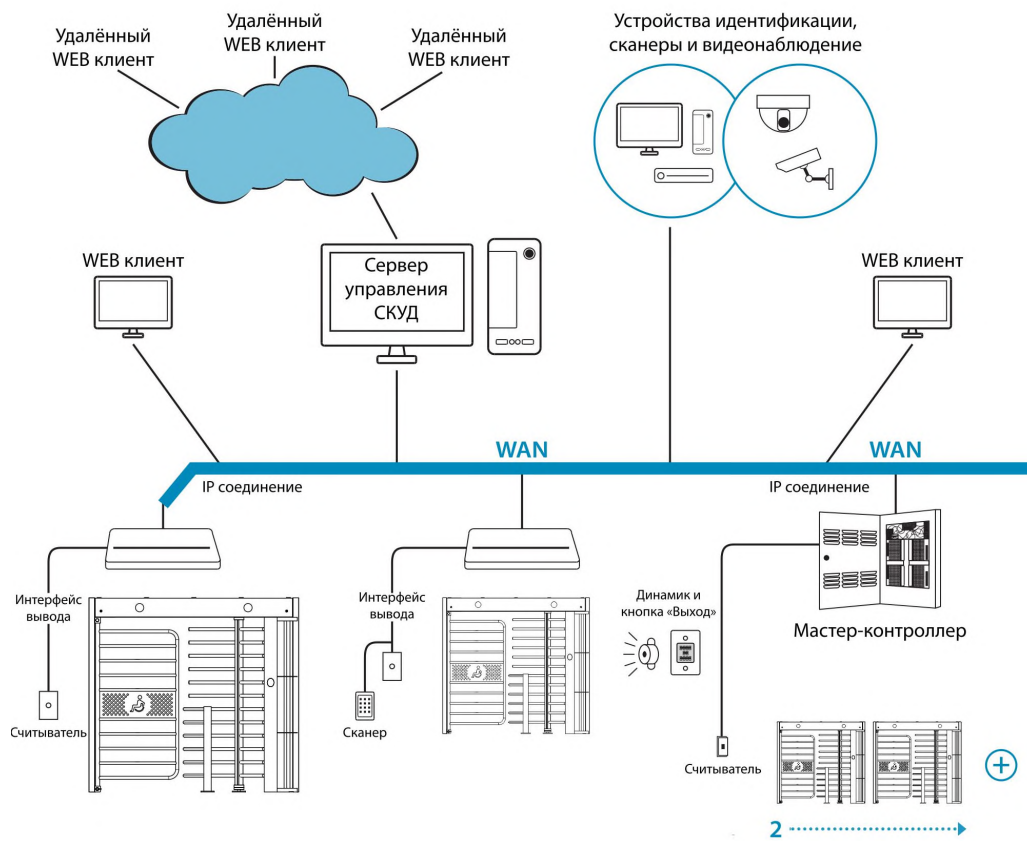 Удалённый
WEB клиент
Удалённый
WEB клиент
Удалённый
WEB клиент
Устройства идентификации,
сканеры и видеонаблюдение
WEB клиент
Сервер
управления
СКУД
WEB клиент
WAN
WAN
IP соединение
IP соединение
Интерфейс
вывода
Интерфейс
вывода
Динамик и
кнопка «Выход»
Мастер-контроллер
Считыватель
Сканер
Считыватель
2